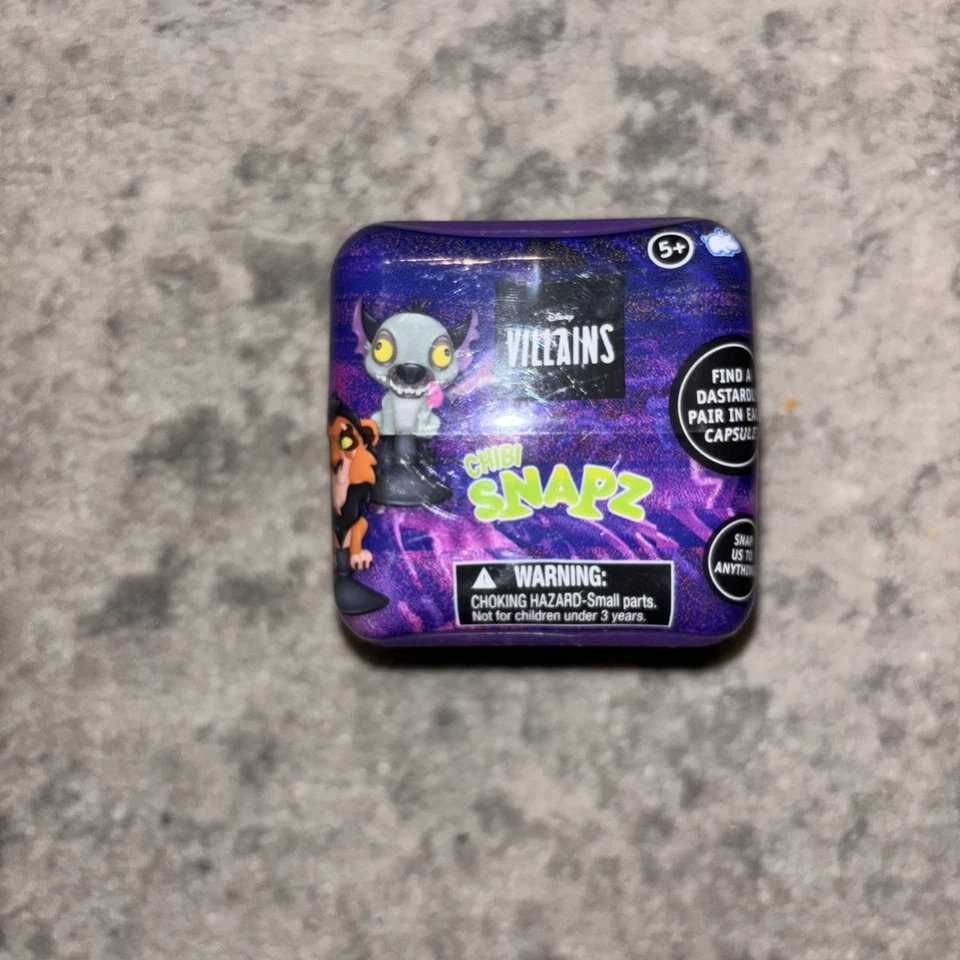 5+
Disney
VILLAINS
FIND A
DASTARDL
PAIR IN EA
CAPSULE
CHIBI
SNAPZ
SNAP
US TO
ANYTHIN
WARNING:
CHOKING HAZARD-Small parts.
Not for children under 3 years.